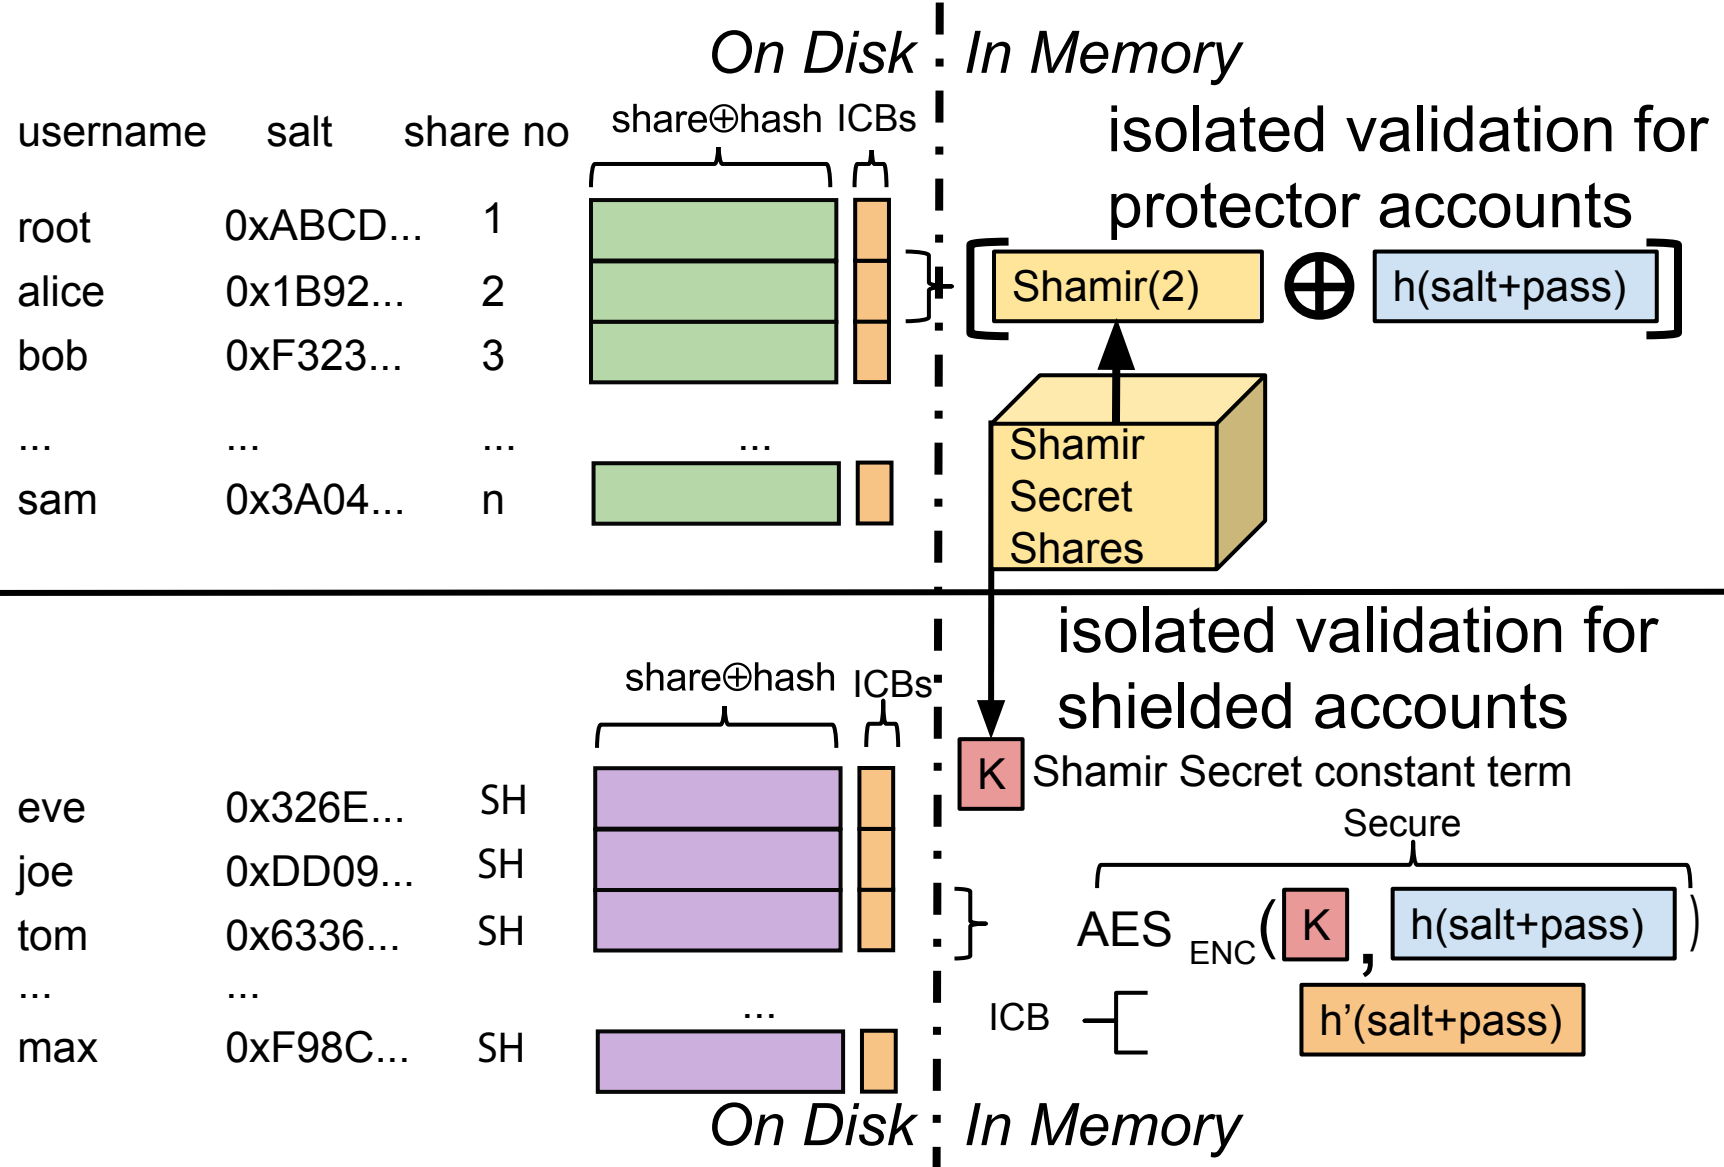 On Disk
In Memory
username salt share no share⊕hash ICBs
isolated validation for
protector accounts
root 0xABCD... 1
alice 0x1B92... 2
Shamir(2) ⊕ h(salt+pass)
bob 0xF323... 3
... ... ... ...
sam 0x3A04... n
Shamir
Secret
Shares
isolated validation for
shielded accounts
share⊕hash ICBs
K Shamir Secret constant term
eve 0x326E... SH
joe 0xDD09... SH
tom 0x6336... SH
... ... ...
max 0xF98C... SH
Secure
AES ENC( K , h(salt+pass) )
ICB h’(salt+pass)
On Disk
In Memory